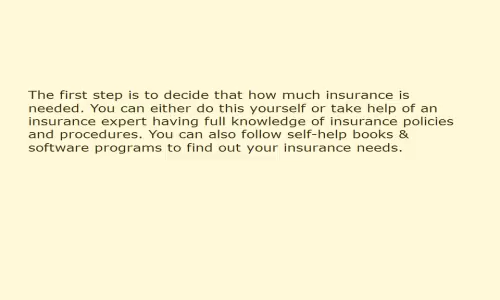 The first step is to decide that how much insurance is
needed. You can either do this yourself or take help of an
insurance expert having full knowledge of insurance policies
and procedures. You can also follow self-help books &
software programs to find out your insurance needs.